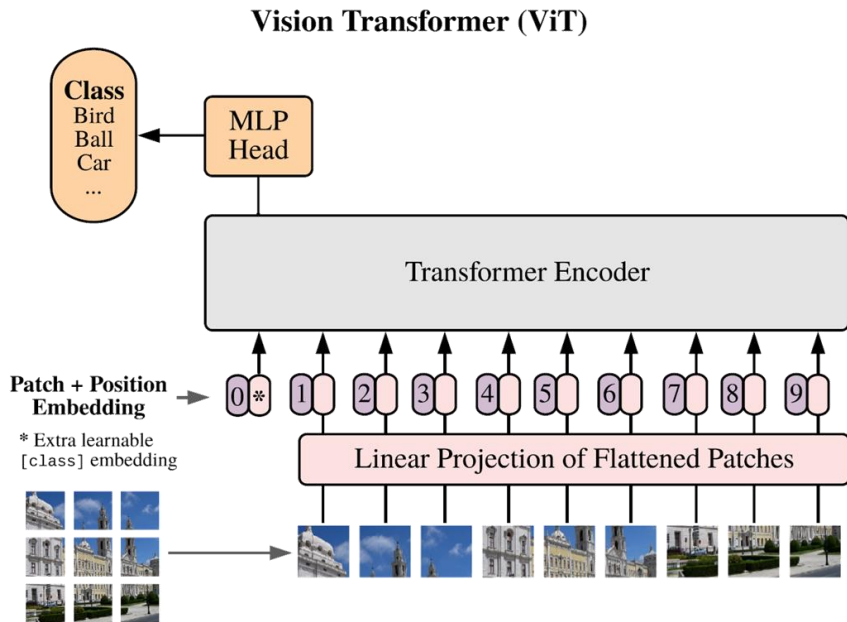 Vision Transformer (ViT)
Class
Bird
Ball
Car
...
MLP
Head
Transformer Encoder
Patch + Position
Embedding
0 * 1 2 3 4 5 6 7 8 9
* Extra learnable
[class] embedding
Linear Projection of Flattened Patches